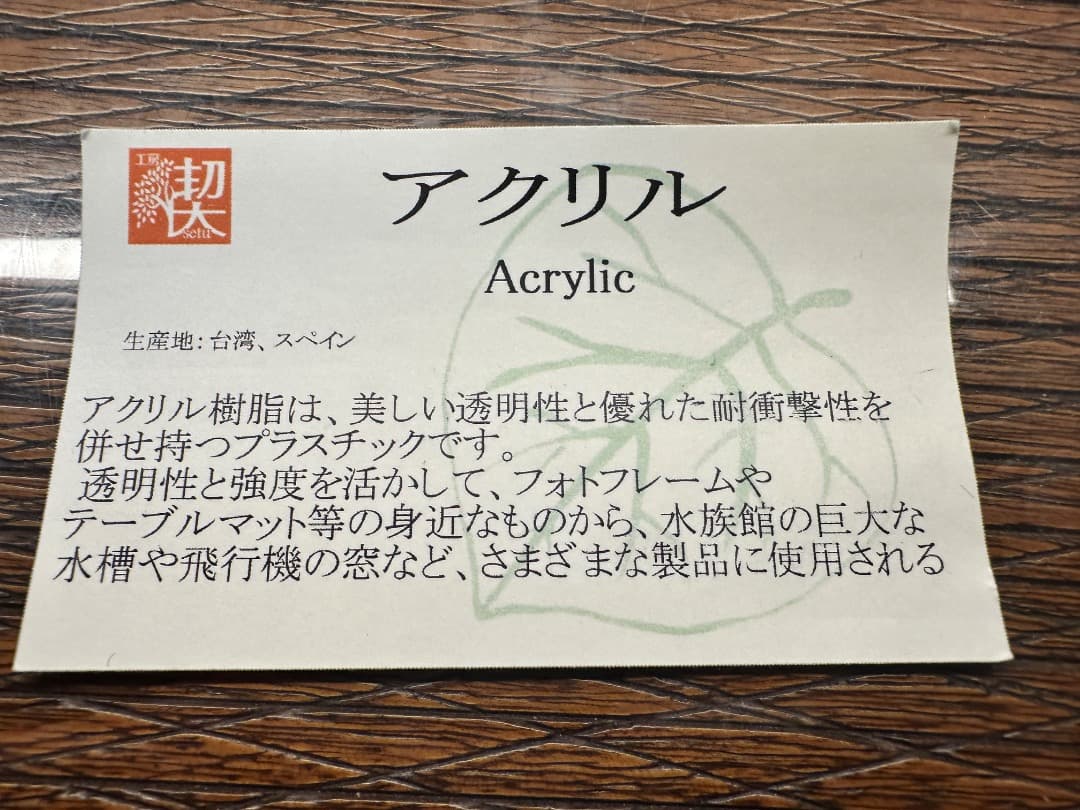 工房
契
setu
アクリル
Acrylic
生産地：台湾、スペイン
アクリル樹脂は、美しい透明性と優れた耐衝撃性を
併せ持つプラスチックです。
透明性と強度を活かして、フォトフレームや
テーブルマット等の身近なものから、水族館の巨大な
水槽や飛行機の窓など、さまざまな製品に使用される